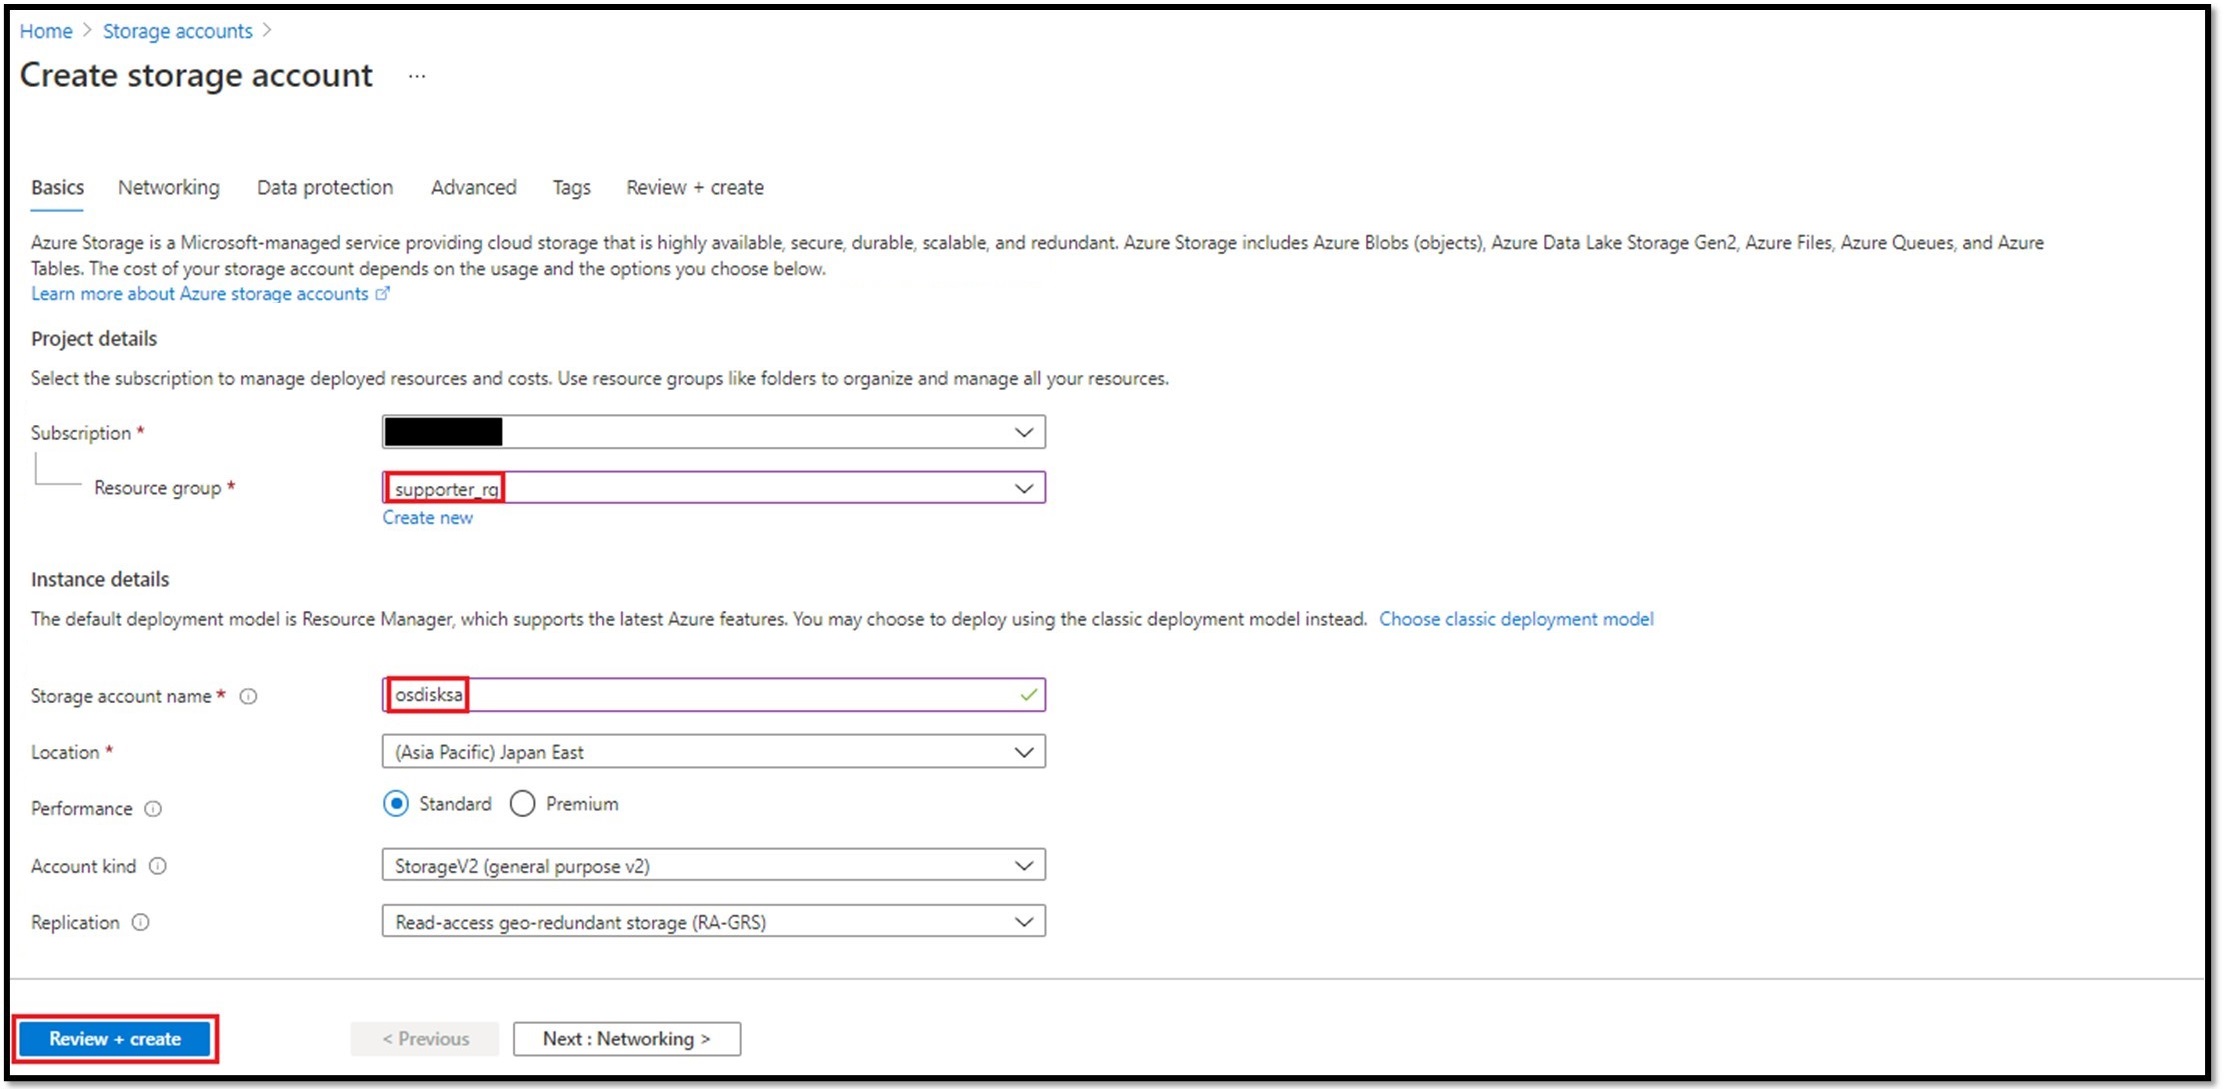 Home > Storage accounts >
Create storage account ...
Basics Networking Data protection Advanced Tags Review + create
Azure Storage is a Microsoft-managed service providing cloud storage that is highly available, secure, durable, scalable, and redundant. Azure Storage includes Azure Blobs (objects), Azure Data Lake Storage Gen2, Azure Files, Azure Queues, and Azure
Tables. The cost of your storage account depends on the usage and the options you choose below.
Learn more about Azure storage accounts
Project details
Select the subscription to manage deployed resources and costs. Use resource groups like folders to organize and manage all your resources.
Subscription *
Resource group * supporter_rg
Create new
Instance details
The default deployment model is Resource Manager, which supports the latest Azure features. You may choose to deploy using the classic deployment model instead. Choose classic deployment model
Storage account name * osdisksa
Location * (Asia Pacific) Japan East
Performance Standard Premium
Account kind StorageV2 (general purpose v2)
Replication Read-access geo-redundant storage (RA-GRS)
Review + create < Previous Next : Networking >